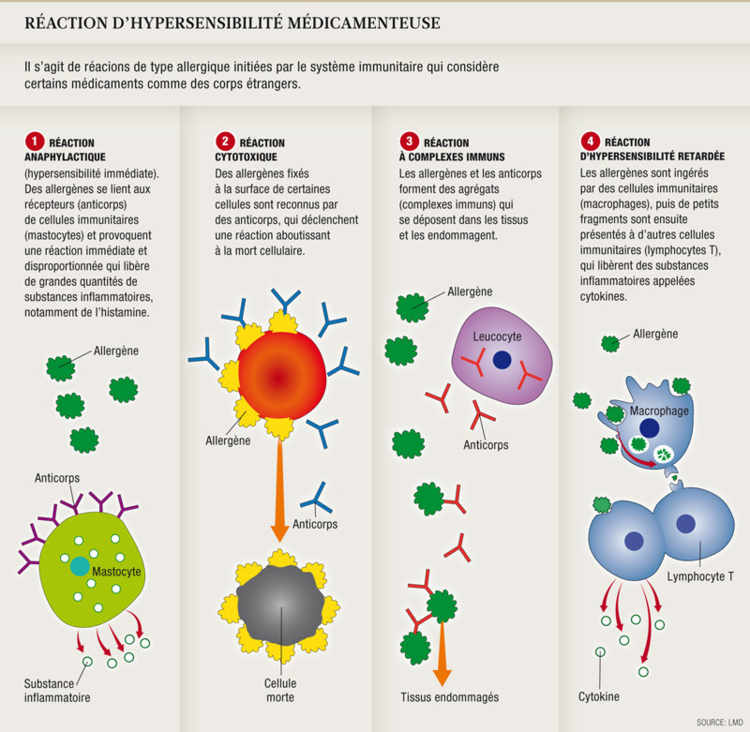 RÉACTION D'HYPERSENSIBILITÉ MÉDICAMENTEUSE
Il s'agit de réacions de type allergique initiées par le système immunitaire qui considère
certains médicaments comme des corps étrangers.
1 RÉACTION
ANAPHYLACTIQUE
(hypersensibilité immédiate).
Des allergènes se lient aux
récepteurs (anticorps)
de cellules immunitaires
(mastocytes) et provoquent
une réaction immédiate et
disproportionnée qui libère
de grandes quantités de
substances inflammatoires,
notamment de l'histamine.
Allergène
Anticorps
Mastocyte
Substance
inflammatoire
2 RÉACTION
CYTOTOXIQUE
Des allergènes fixés
à la surface de certaines
cellules sont reconnus par
des anticorps, qui déclenchent
une réaction aboutissant
à la mort cellulaire.
Allergène
Anticorps
Cellule
morte
3 RÉACTION
À COMPLEXES IMMUNS
Les allergènes et les anticorps
forment des agrégats
(complexes immuns) qui
se déposent dans les tissus
et les endommagent.
Allergène
Leucocyte
Anticorps
Tissus endommagés
4 RÉACTION
D'HYPERSENSIBILITÉ RETARDÉE
Les allergènes sont ingérés
par des cellules immunitaires
(macrophages), puis de petits
fragments sont ensuite
présentés à d'autres cellules
immunitaires (lymphocytes T),
qui libèrent des substances
inflammatoires appelées
cytokines.
Allergène
Macrophage
Lymphocyte T
Cytokine
SOURCE: LMD